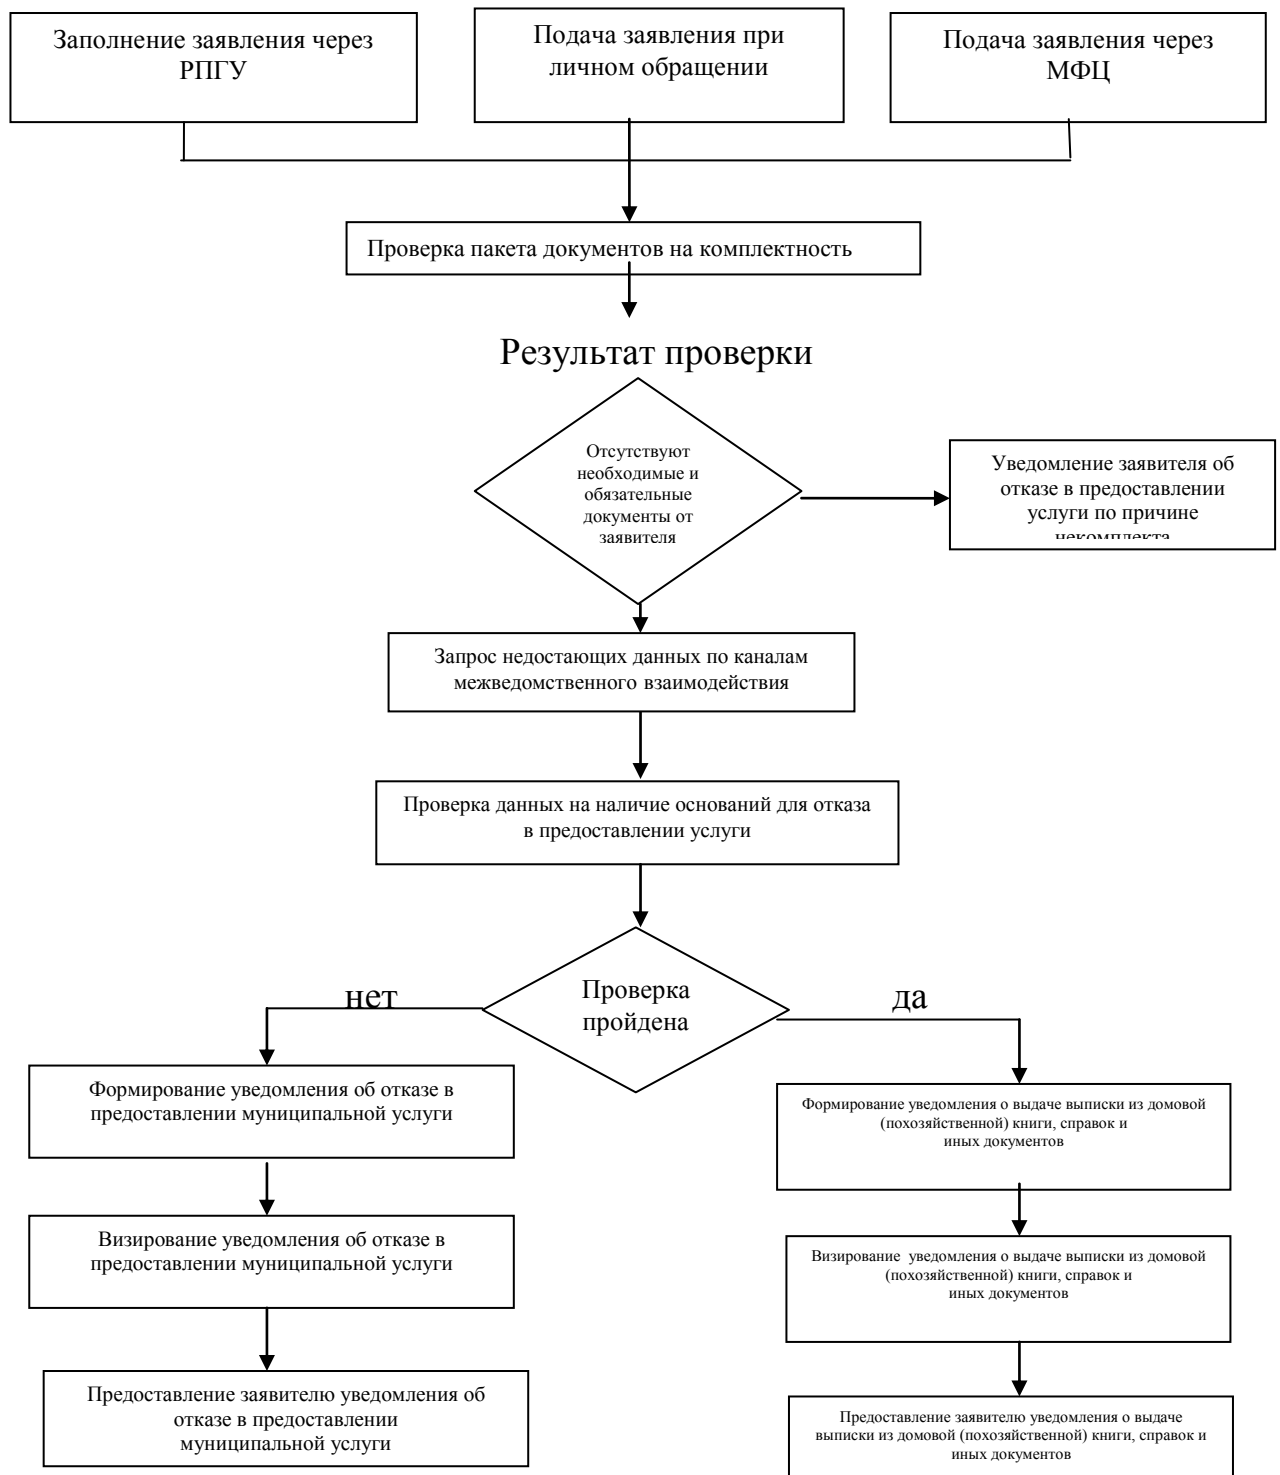 Заполнение заявления через
РПГУ
Подача заявления при
личном обращении
Подача заявления через
МФЦ
Проверка пакета документов на комплектность
Результат проверки
Отсутствуют
необходимые и
обязательные
документы от
заявителя
Уведомление заявителя об
отказе в предоставлении
услуги по причине
некомплекта
Запрос недостающих данных по каналам
межведомственного взаимодействия
Проверка данных на наличие оснований для отказа
в предоставлении услуги
Проверка
пройдена
нет
да
Формирование уведомления об отказе в
предоставлении муниципальной услуги
Формирование уведомления о выдаче выписки из домовой
(похозяйственной) книги, справок и
иных документов
Визирование уведомления об отказе в
предоставлении муниципальной услуги
Визирование уведомления о выдаче выписки из домовой
(похозяйственной) книги, справок и
иных документов
Предоставление заявителю уведомления об
отказе в предоставлении
муниципальной услуги
Предоставление заявителю уведомления о выдаче
выписки из домовой (похозяйственной) книги, справок и
иных документов